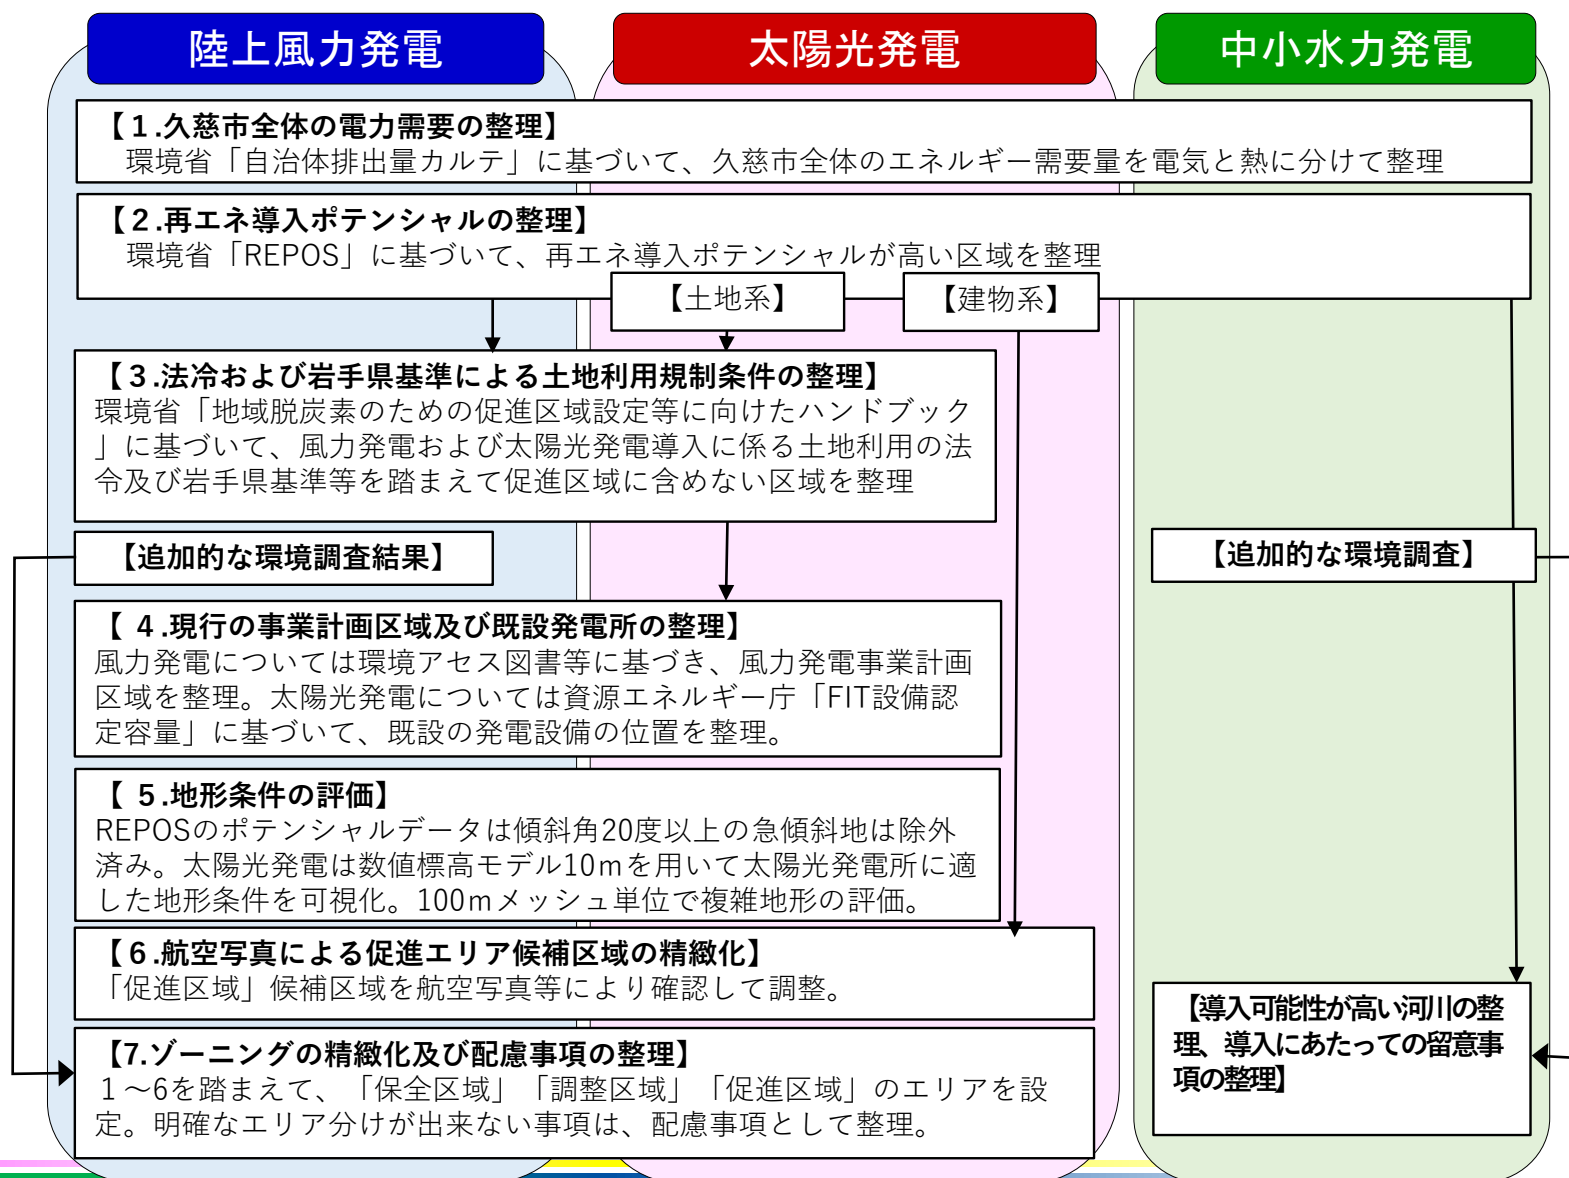 陸上風力発電
太陽光発電
中小水力発電
【１.久慈市全体の電力需要の整理】
環境省「自治体排出量カルテ」に基づいて、久慈市全体のエネルギー需要量を電気と熱に分けて整理
【２.再エネ導入ポテンシャルの整理】
環境省「REPOS」に基づいて、再エネ導入ポテンシャルが高い区域を整理
【土地系】
【建物系】
【３.法冷および岩手県基準による土地利用規制条件の整理】
環境省「地域脱炭素のための促進区域設定等に向けたハンドブック
」に基づいて、風力発電および太陽光発電導入に係る土地利用の法
令及び岩手県基準等を踏まえて促進区域に含めない区域を整理
【追加的な環境調査結果】
【追加的な環境調査】
【 ４.現行の事業計画区域及び既設発電所の整理】
風力発電については環境アセス図書等に基づき、風力発電事業計画
区域を整理。太陽光発電については資源エネルギー庁「FIT設備認
定容量」に基づいて、既設の発電設備の位置を整理。
【 ５.地形条件の評価】
REPOSのポテンシャルデータは傾斜角20度以上の急傾斜地は除外
済み。太陽光発電は数値標高モデル10ｍを用いて太陽光発電所に適
した地形条件を可視化。100ｍメッシュ単位で複雑地形の評価。
【６.航空写真による促進エリア候補区域の精緻化】
「促進区域」候補区域を航空写真等により確認して調整。
【7.ゾーニングの精緻化及び配慮事項の整理】
１～6を踏まえて、「保全区域」「調整区域」「促進区域」のエリアを設
定。明確なエリア分けが出来ない事項は、配慮事項として整理。
【導入可能性が高い河川の整
理、導入にあたっての留意事
項の整理】